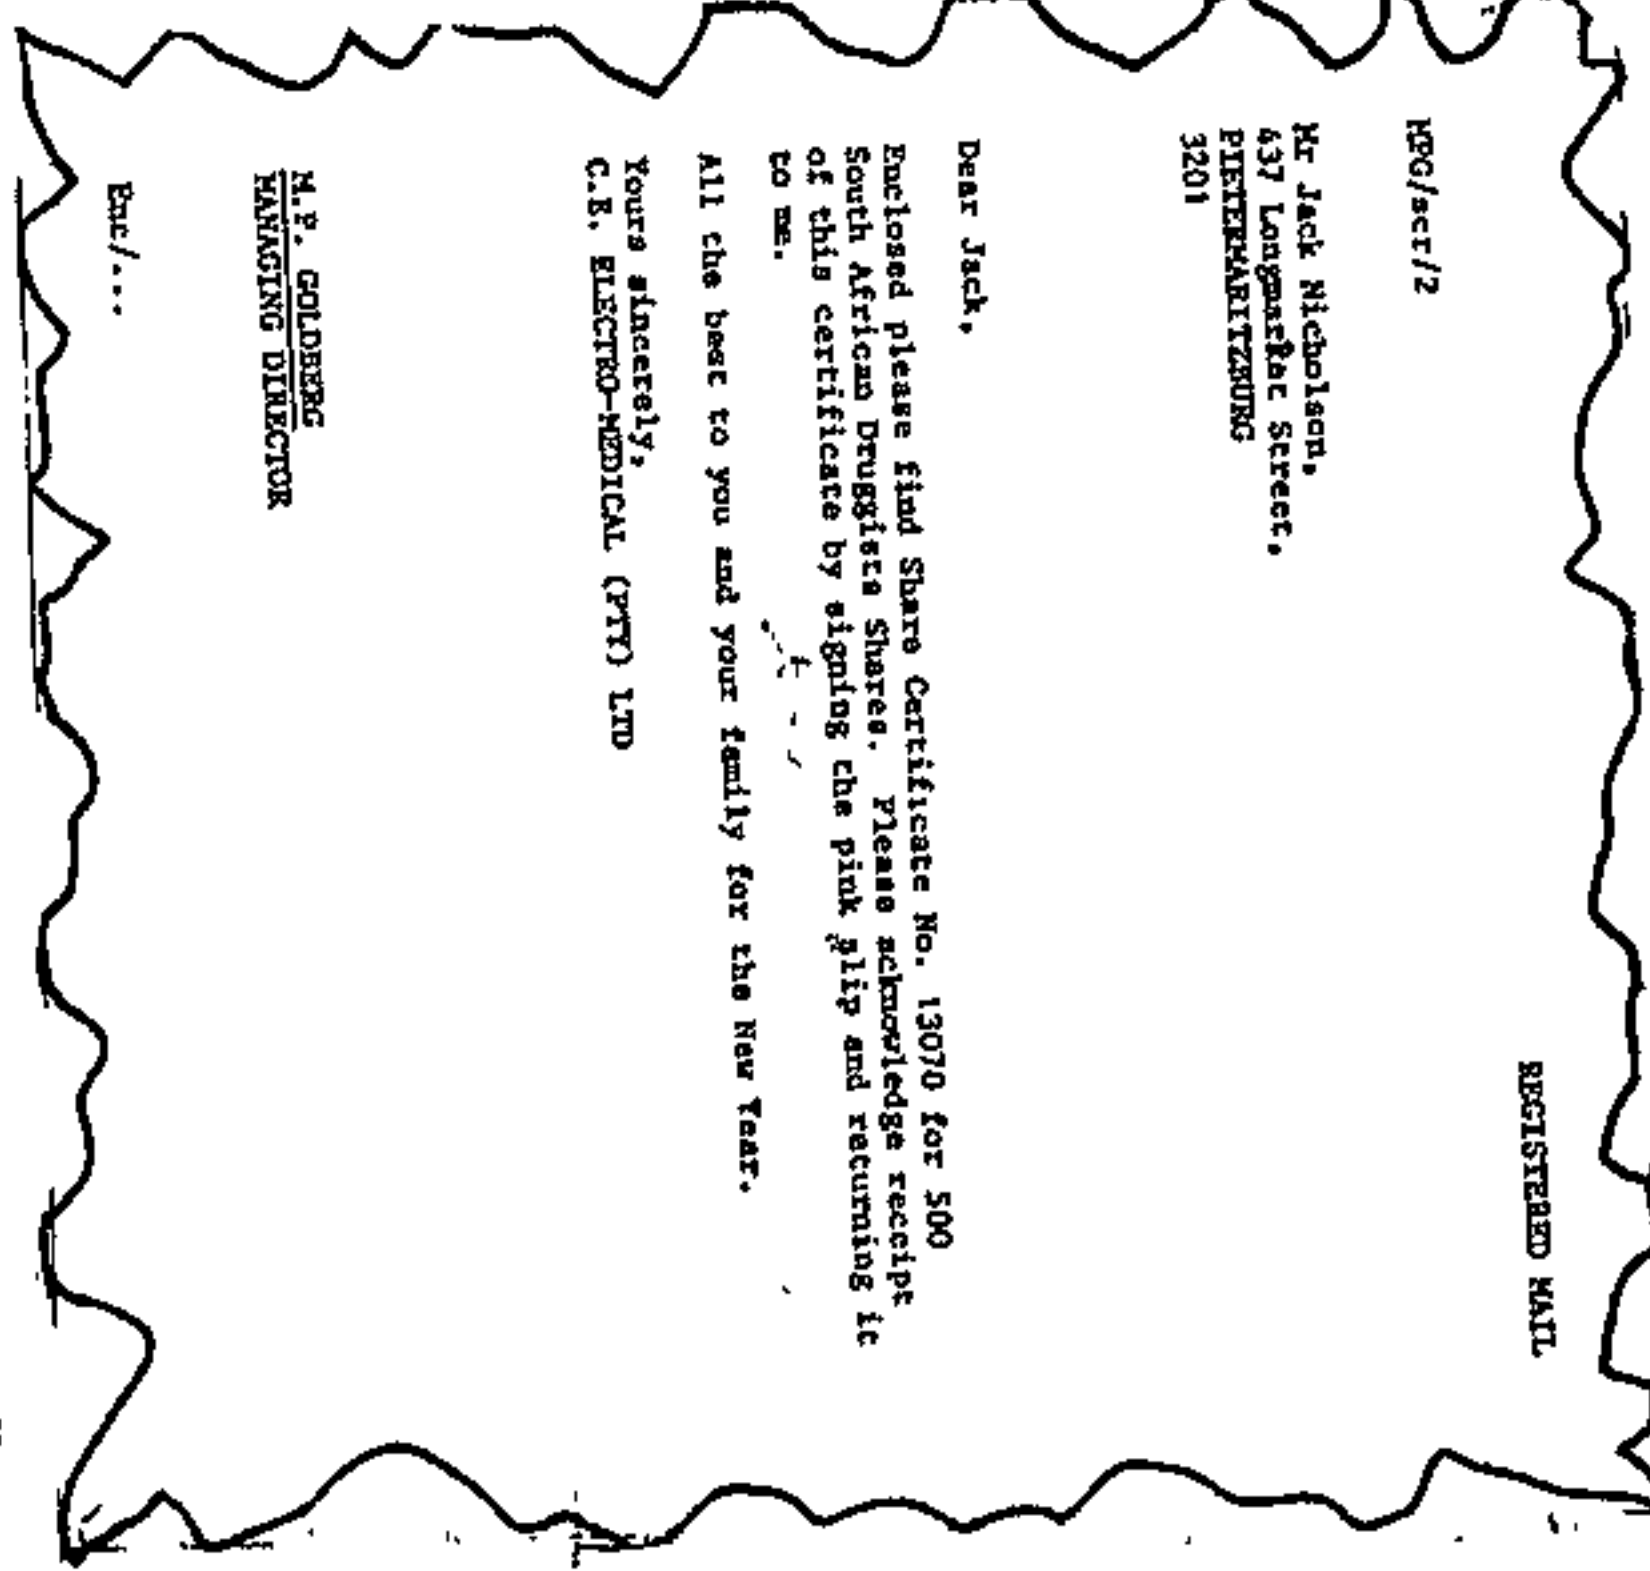 REGISTERED MAIL
MPG/scr/2
Mr Jack Nicholson,
637 Longmarket Street,
PIETERMARITZBURG
3201
Dear Jack,
Enclosed please find Share Certificate No. 13070 for 500
South African Druggists Shares. Please acknowledge receipt
of this certificate by signing the pink slip and returning it
to me.
All the best to you and your family for the New Year.
Yours sincerely,
C.E. ELECTRO-MEDICAL (PTY) LTD
M.P. GOLDBERG
MANAGING DIRECTOR
Enc/...